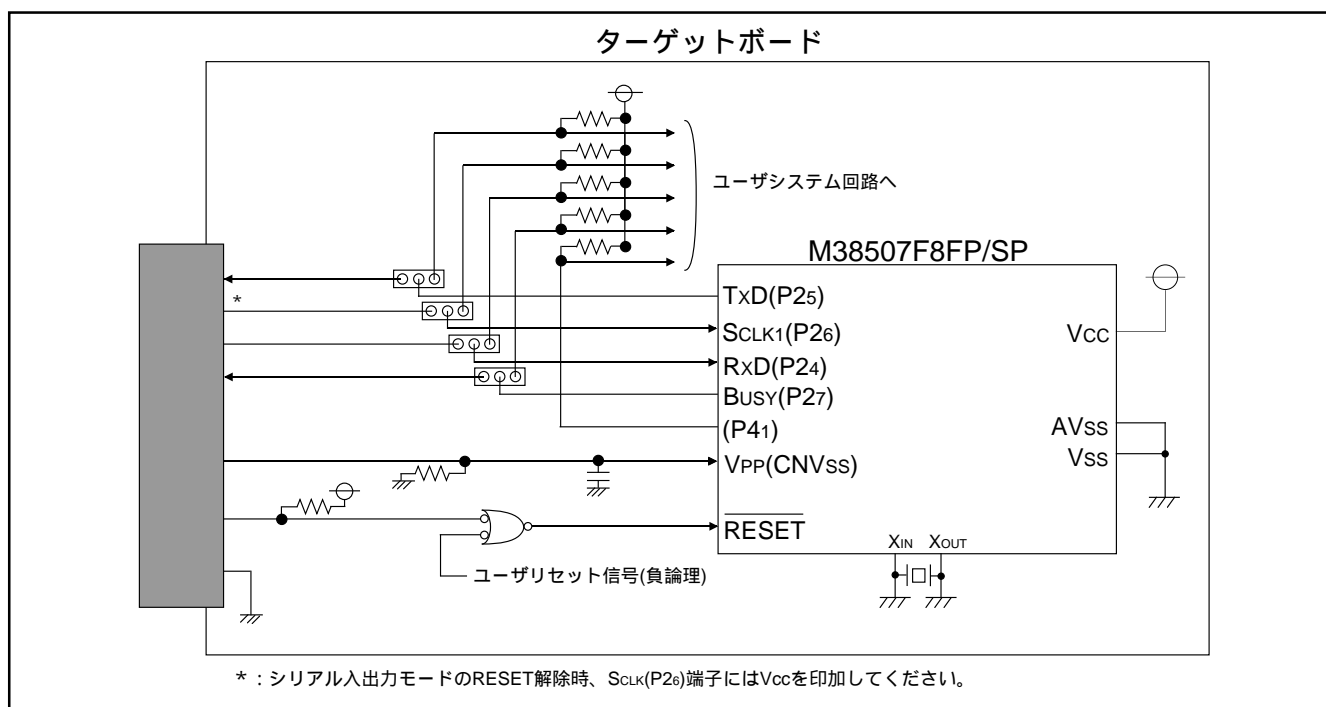 ターゲットボード
ユーザシステム回路へ
M38507F8FP/SP
TxD(P25)
*
SCLK1(P26)
VCC
RxD(P24)
BUSY(P27)
(P41)
AVSS
VPP(CNVSS)
VSS
RESET
XIN XOUT
ユーザリセット信号(負論理)
* : シリアル入出力モードのRESET解除時、SCLK(P26)端子にはVccを印加してください。